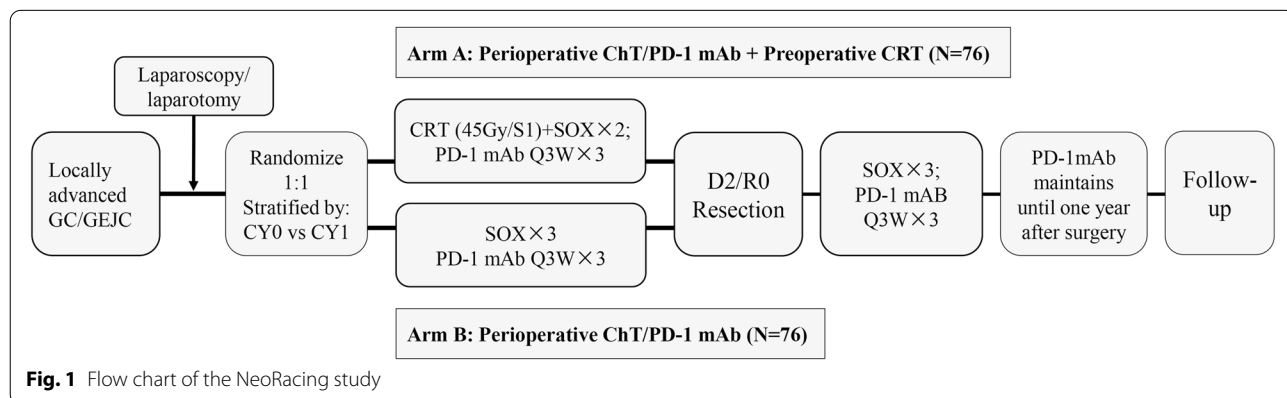 Arm A: Perioperative ChT/PD-1 mAb + Preoperative CRT (N=76)
Laparoscopy/
laparotomy
Locally
advanced
GC/GEJC
Randomize
1:1
Stratified by:
CY0 vs CY1
CRT (45Gy/S1)+SOX×2;
PD-1 mAb Q3W×3
SOX×3
PD-1 mAb Q3W×3
D2/R0
Resection
SOX×3;
PD-1 mAB
Q3W×3
PD-1mAb
maintains
until one year
after surgery
Follow-
up
Arm B: Perioperative ChT/PD-1 mAb (N=76)
Fig. 1 Flow chart of the NeoRacing study